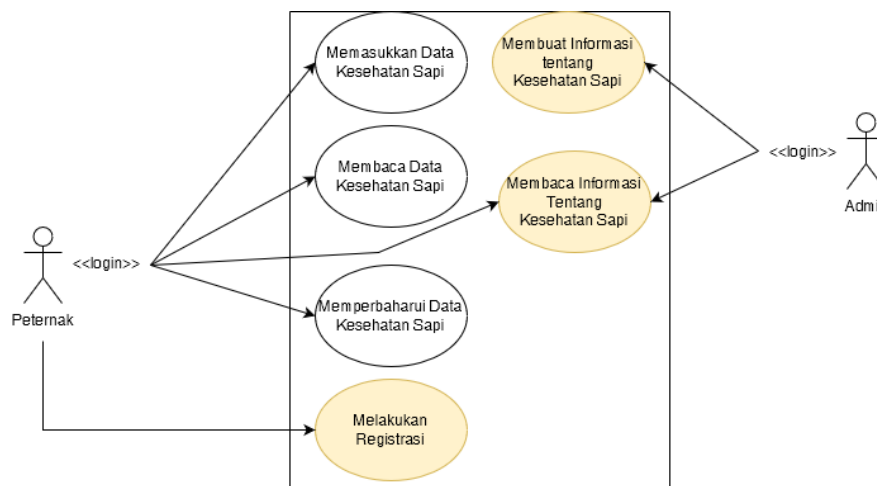 Memasukkan Data
Kesehatan Sapi
Membuat Informasi
tentang
Kesehatan Sapi
Membaca Data
Kesehatan Sapi
Membaca Informasi
Tentang
Kesehatan Sapi
<<login>>
Admi
<<login>>
Peternak
Memperbaharui Data
Kesehatan Sapi
Melakukan
Registrasi